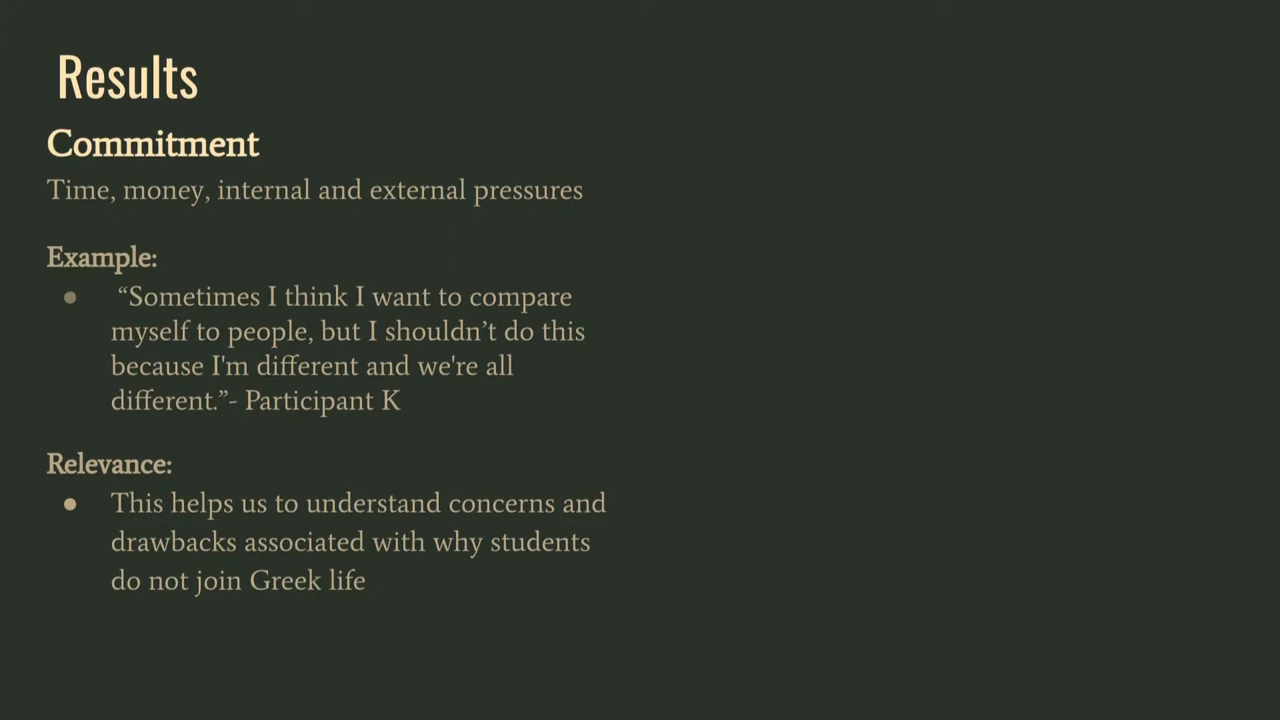 Results
Commitment
Time, money, internal and external pressures
Example:
● “Sometimes I think I want to compare
myself to people, but I shouldn’t do this
because I'm different and we're all
different.”- Participant K
Relevance:
● This helps us to understand concerns and
drawbacks associated with why students
do not join Greek life